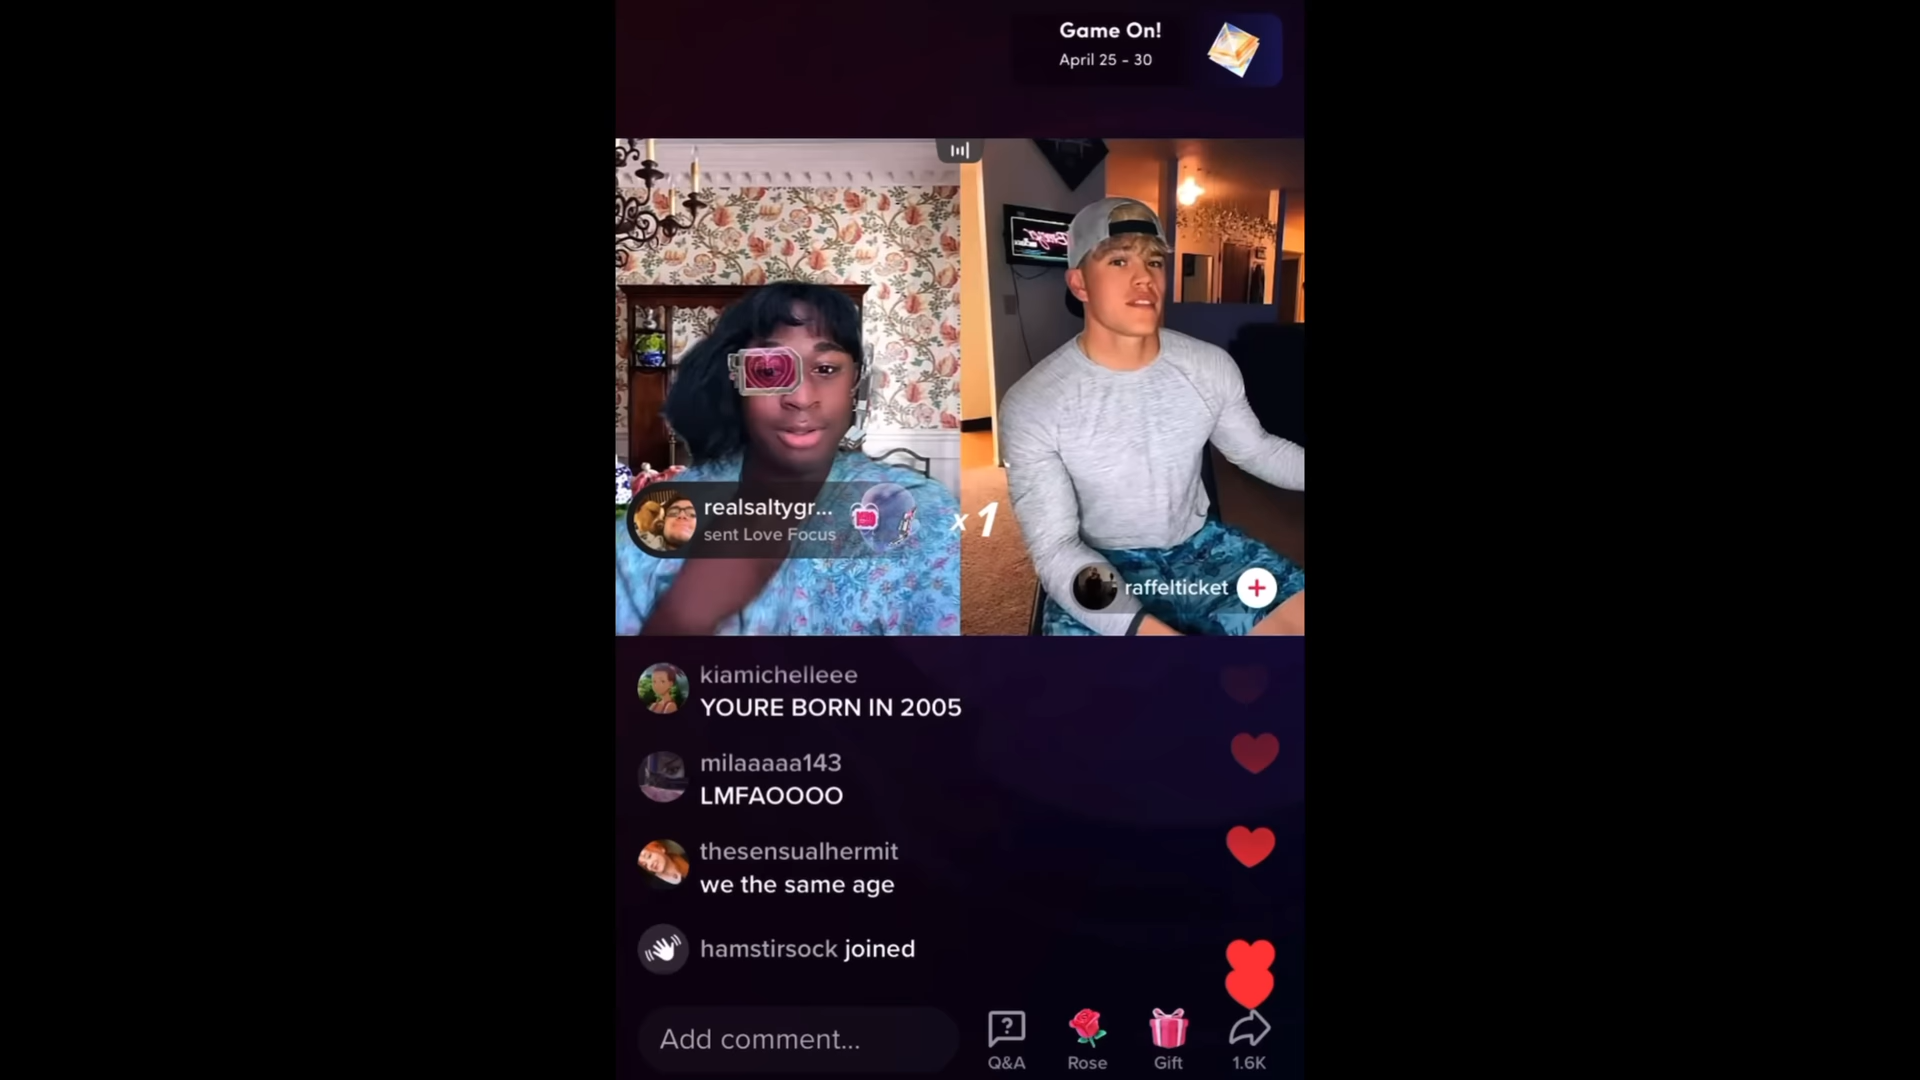 Game On!
April 25 - 30
realsaltygr...
sent Love Focus
x 1
raffelticket
kiamichelleee
YOURE BORN IN 2005
milaaaaa143
LMFAOOOO
thesensualhermit
we the same age
hamstirsock joined
Add comment...
Q&A
Rose
Gift
1.6K